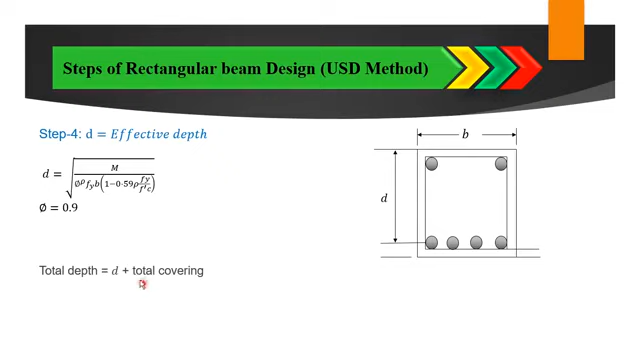 Steps of Rectangular beam Design (USD Method)
Step-4: d = Effective depth
d = √(M / (∅ρf_y b(1−0·59ρ fy/f′c)))
∅ = 0.9
Total depth = d + total covering
b
d